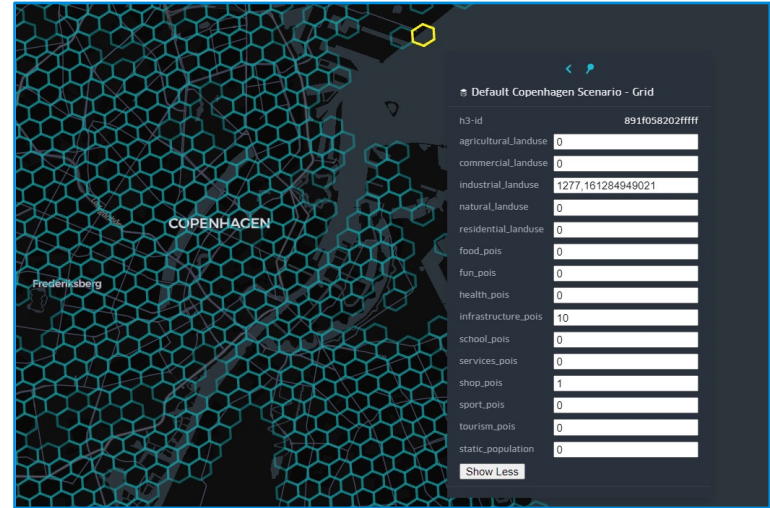 Default Copenhagen Scenario - Grid
h3-id 891f058202fffff
agricultural_landuse 0
commercial_landuse 0
industrial_landuse 1277,161284949021
natural_landuse 0
residential_landuse 0
food_pois 0
fun_pois 0
health_pois 0
infrastructure_pois 10
school_pois 0
services_pois 0
shop_pois 1
sport_pois 0
tourism_pois 0
static_population 0
Show Less
COPENHAGEN
Frederiksberg